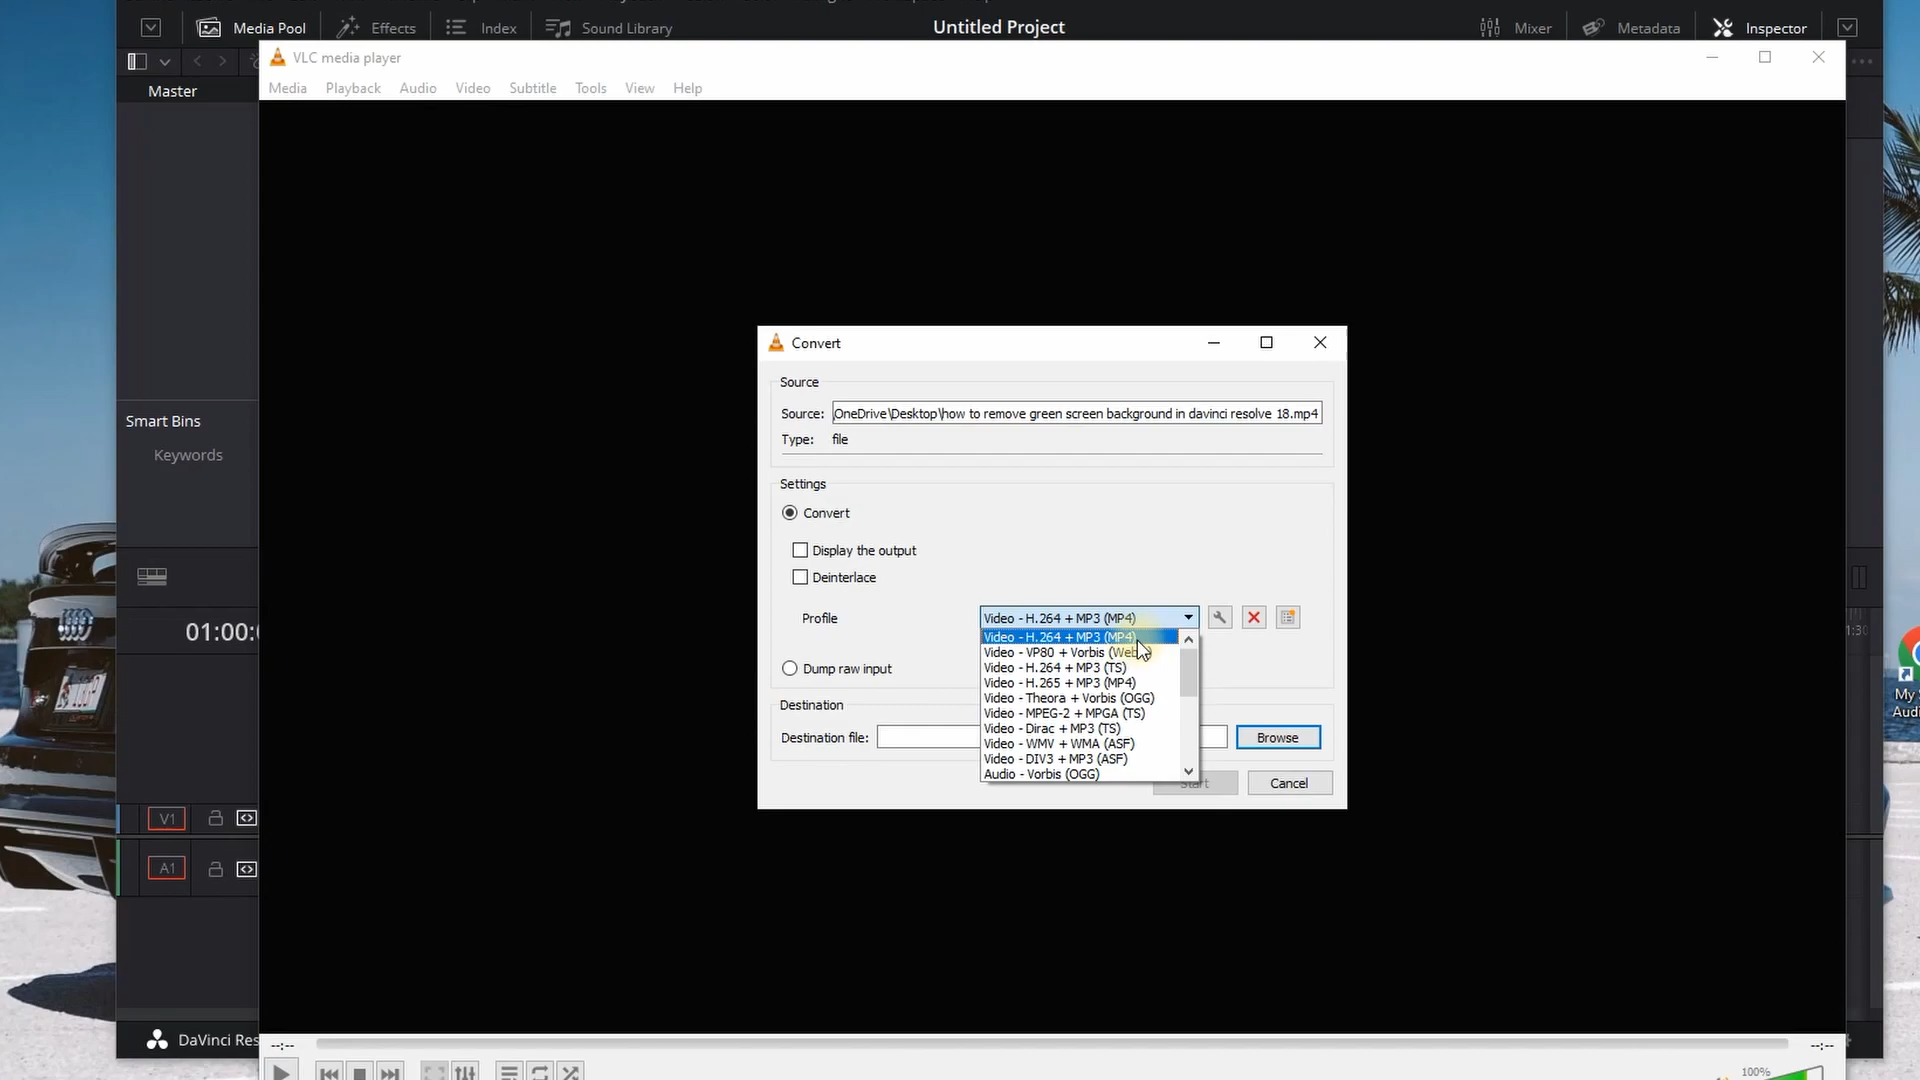 Media Pool
Effects
Index
Sound Library
Untitled Project
Mixer
Metadata
Inspector
VLC media player
Master
Media Playback Audio Video Subtitle Tools View Help
Convert
Source
Source: OneDrive\Desktop\how to remove green screen background in davinci resolve 18.mp4
Type: file
Smart Bins
Keywords
Settings
Convert
Display the output
Deinterlace
Profile
Video - H.264 + MP3 (MP4)
Video - H.264 + MP3 (MP4)
Video - VP80 + Vorbis (Web
Video - H.264 + MP3 (TS)
Video - H.265 + MP3 (MP4)
Video - Theora + Vorbis (OGG)
Video - MPEG-2 + MPGA (TS)
Video - Dirac + MP3 (TS)
Video - WMV + WMA (ASF)
Video - DIV3 + MP3 (ASF)
Audio - Vorbis (OGG)
01:00:
1:30
Dump raw input
Destination
Destination file:
Browse
Start
Cancel
My
Audi
V1
A1
DaVinci Res
--:--
--:--
100%